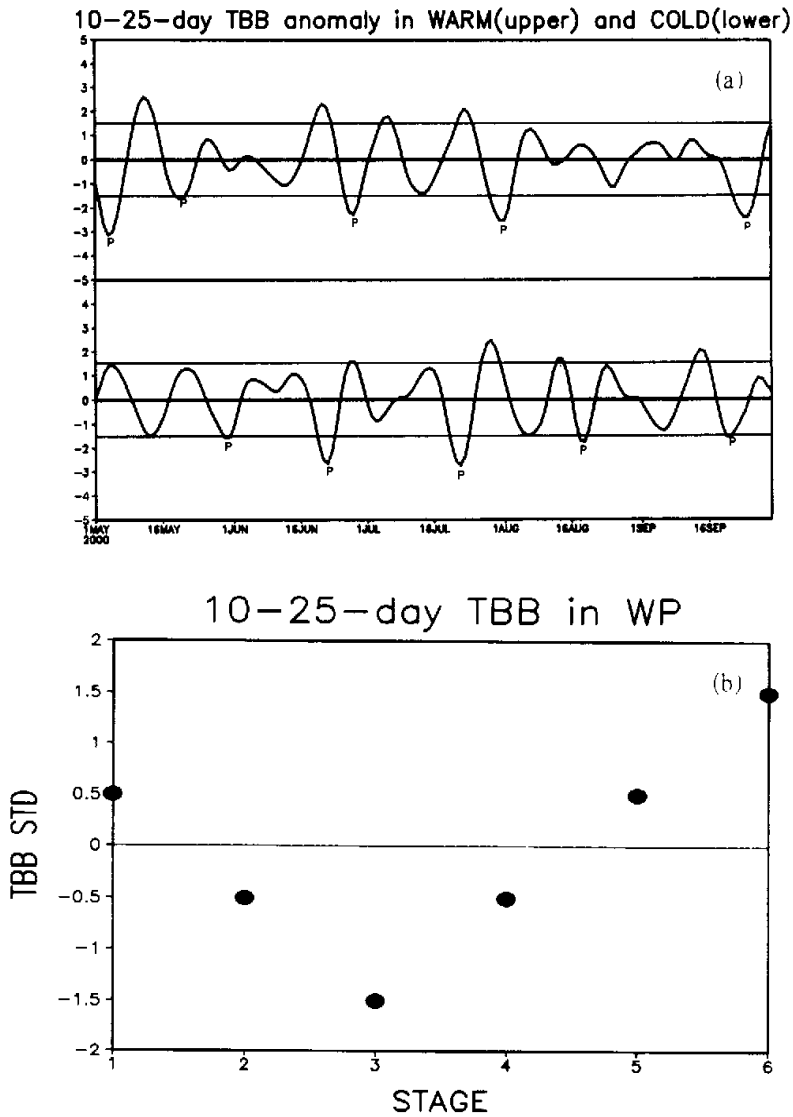 10-25-day TBB anomaly in WARM(upper) and COLD(lower)
(a)
5
4
3
2
1
0
-1
-2
-3
-4
-5
P
P
P
P
P
4
3
2
1
0
-1
-2
-3
-4
-5
P
P
P
P
P
1MAY 16MAY 1JUN 16JUN 1JUL 16JUL 1AUG 16AUG 1SEP 16SEP
2000
10-25-day TBB in WP
(b)
TBB STD
2
1.5
1
0.5
0
-0.5
-1
-1.5
-2
1 2 3 4 5 6
STAGE